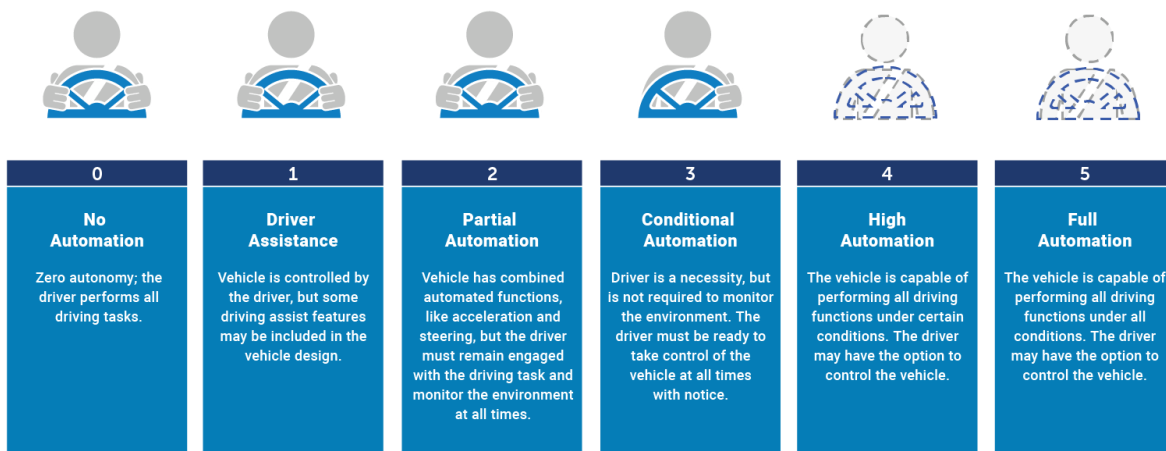 0
No
Automation
Zero autonomy; the
driver performs all
driving tasks.
1
Driver
Assistance
Vehicle is controlled by
the driver, but some
driving assist features
may be included in the
vehicle design.
2
Partial
Automation
Vehicle has combined
automated functions,
like acceleration and
steering, but the driver
must remain engaged
with the driving task and
monitor the environment
at all times.
3
Conditional
Automation
Driver is a necessity, but
is not required to monitor
the environment. The
driver must be ready to
take control of the
vehicle at all times
with notice.
4
High
Automation
The vehicle is capable of
performing all driving
functions under certain
conditions. The driver
may have the option to
control the vehicle.
5
Full
Automation
The vehicle is capable of
performing all driving
functions under all
conditions. The driver
may have the option to
control the vehicle.